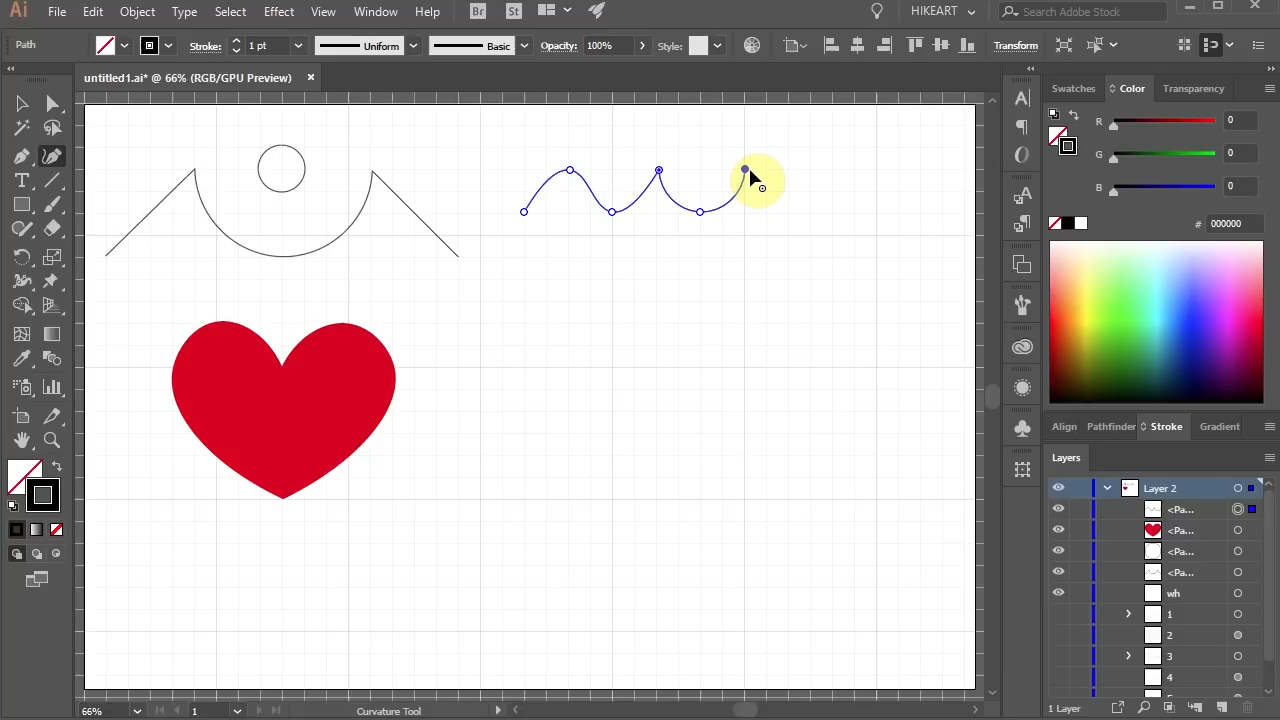 Ai File Edit Object Type Select Effect View Window Help Br St HIKEART Search Adobe Stock
Path Stroke: 1 pt Uniform Basic Opacity: 100% Style: Transform
untitled1.ai* @ 66% (RGB/GPU Preview)
Swatches Color Transparency
R 0
G 0
B 0
# 000000
Align Pathfinder Stroke Gradient
Layers
Layer 2
<Pa...
<Pa...
<Pa...
<Pa...
wh
1
2
3
4
1 Layer
66% 1 Curvature Tool